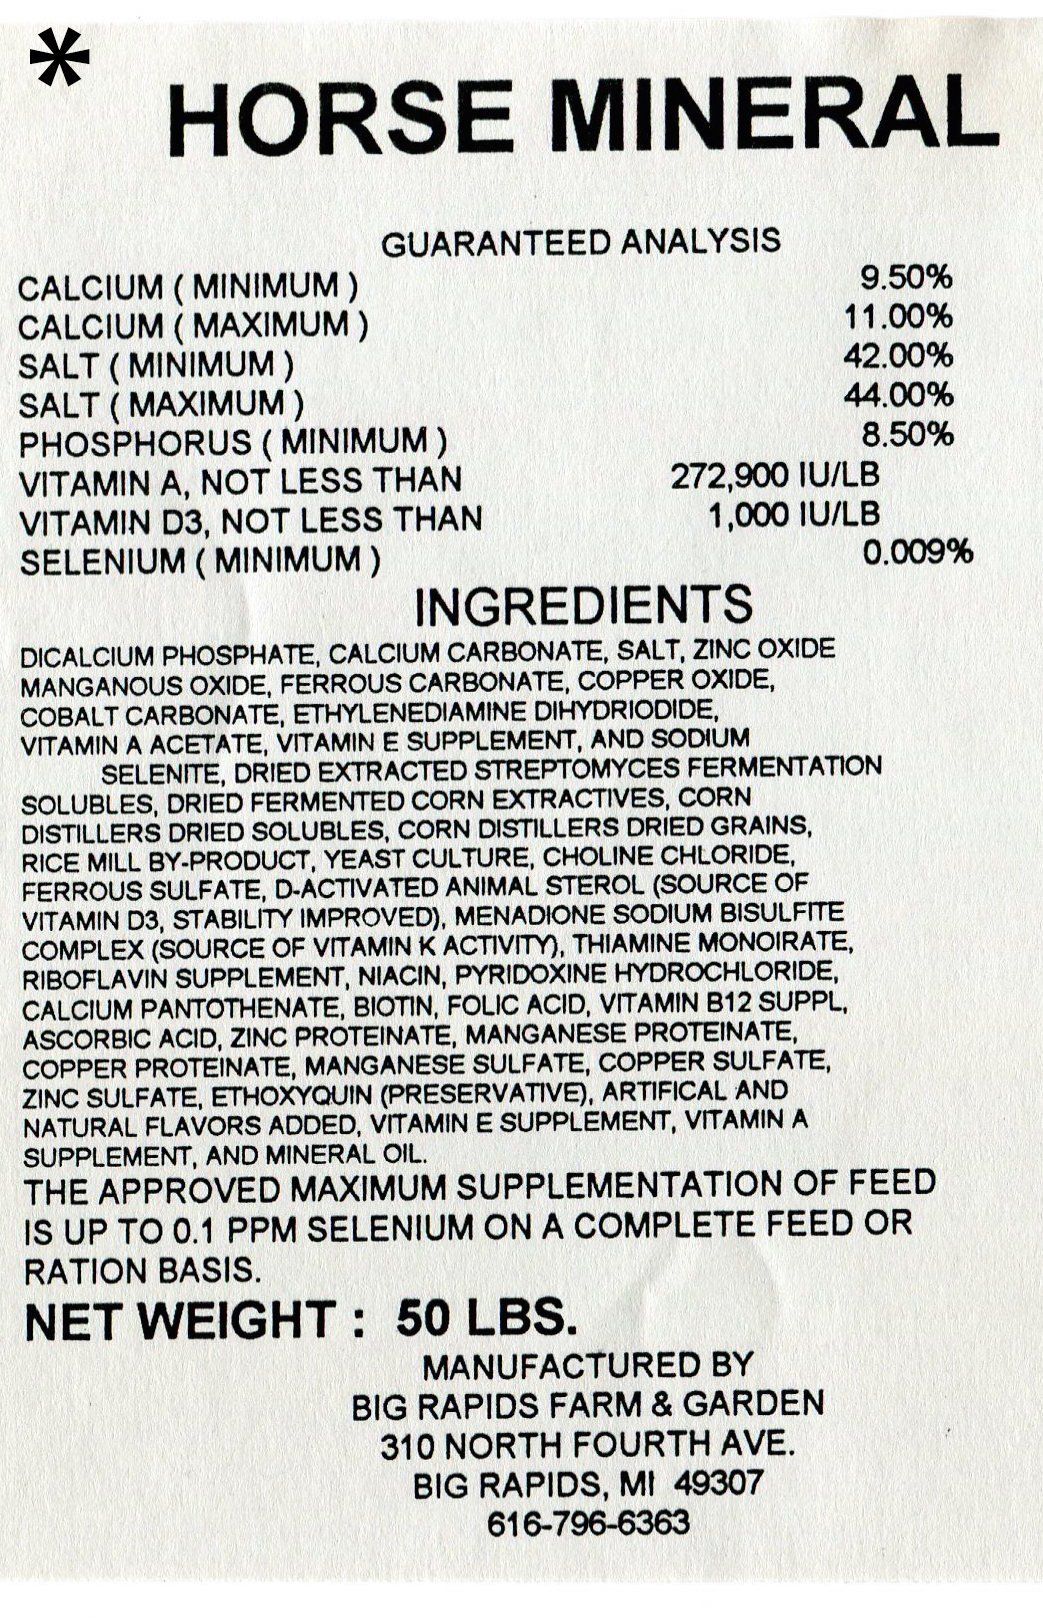 *
HORSE MINERAL
GUARANTEED ANALYSIS
CALCIUM ( MINIMUM ) 9.50%
CALCIUM ( MAXIMUM ) 11.00%
SALT ( MINIMUM ) 42.00%
SALT ( MAXIMUM ) 44.00%
PHOSPHORUS ( MINIMUM ) 8.50%
VITAMIN A, NOT LESS THAN 272,900 IU/LB
VITAMIN D3, NOT LESS THAN 1,000 IU/LB
SELENIUM ( MINIMUM ) 0.009%
INGREDIENTS
DICALCIUM PHOSPHATE, CALCIUM CARBONATE, SALT, ZINC OXIDE
MANGANOUS OXIDE, FERROUS CARBONATE, COPPER OXIDE,
COBALT CARBONATE, ETHYLENEDIAMINE DIHYDRIODIDE,
VITAMIN A ACETATE, VITAMIN E SUPPLEMENT, AND SODIUM
SELENITE, DRIED EXTRACTED STREPTOMYCES FERMENTATION
SOLUBLES, DRIED FERMENTED CORN EXTRACTIVES, CORN
DISTILLERS DRIED SOLUBLES, CORN DISTILLERS DRIED GRAINS,
RICE MILL BY-PRODUCT, YEAST CULTURE, CHOLINE CHLORIDE,
FERROUS SULFATE, D-ACTIVATED ANIMAL STEROL (SOURCE OF
VITAMIN D3, STABILITY IMPROVED), MENADIONE SODIUM BISULFITE
COMPLEX (SOURCE OF VITAMIN K ACTIVITY), THIAMINE MONOIRATE,
RIBOFLAVIN SUPPLEMENT, NIACIN, PYRIDOXINE HYDROCHLORIDE,
CALCIUM PANTOTHENATE, BIOTIN, FOLIC ACID, VITAMIN B12 SUPPL,
ASCORBIC ACID, ZINC PROTEINATE, MANGANESE PROTEINATE,
COPPER PROTEINATE, MANGANESE SULFATE, COPPER SULFATE,
ZINC SULFATE, ETHOXYQUIN (PRESERVATIVE), ARTIFICAL AND
NATURAL FLAVORS ADDED, VITAMIN E SUPPLEMENT, VITAMIN A
SUPPLEMENT, AND MINERAL OIL.
THE APPROVED MAXIMUM SUPPLEMENTATION OF FEED
IS UP TO 0.1 PPM SELENIUM ON A COMPLETE FEED OR
RATION BASIS.
NET WEIGHT : 50 LBS.
MANUFACTURED BY
BIG RAPIDS FARM & GARDEN
310 NORTH FOURTH AVE.
BIG RAPIDS, MI 49307
616-796-6363